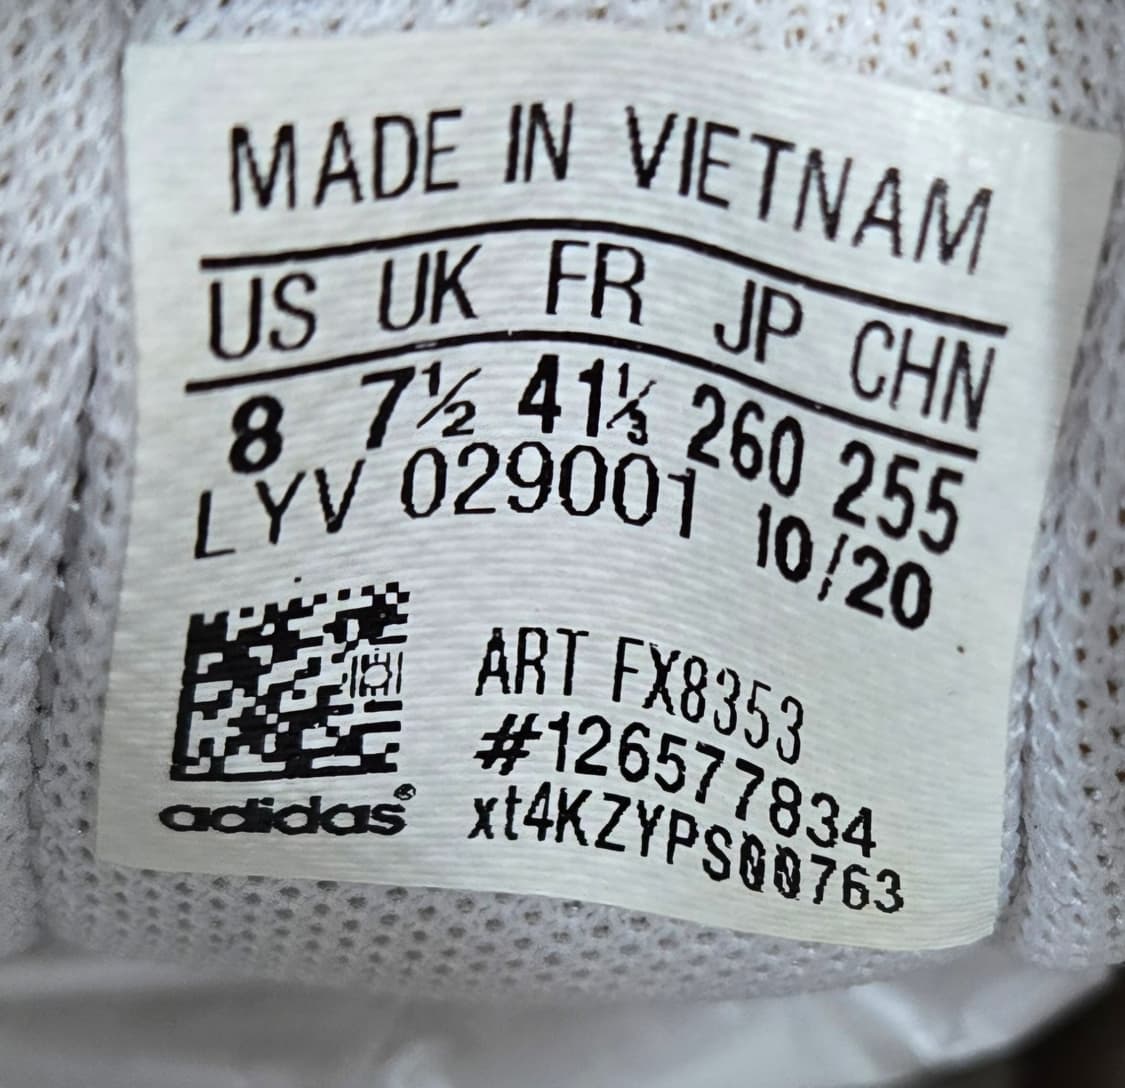 MADE IN VIETNAM
US UK FR JP CHN
8 7½ 41⅓ 260 255
LYV 029001 10/20
ART FX8353
#126577834
xt4KZYPS00763
adidas®